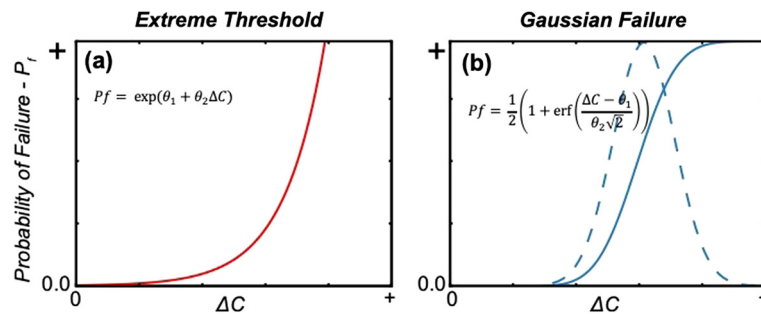 Extreme Threshold
Gaussian Failure
Probability of Failure - P_f
+
(a)
Pf = exp(θ₁ + θ₂ΔC)
0.0
0
ΔC
+
+
(b)
Pf = 1/2 (1 + erf((ΔC − θ₁)/(θ₂√2)))
0.0
0
ΔC